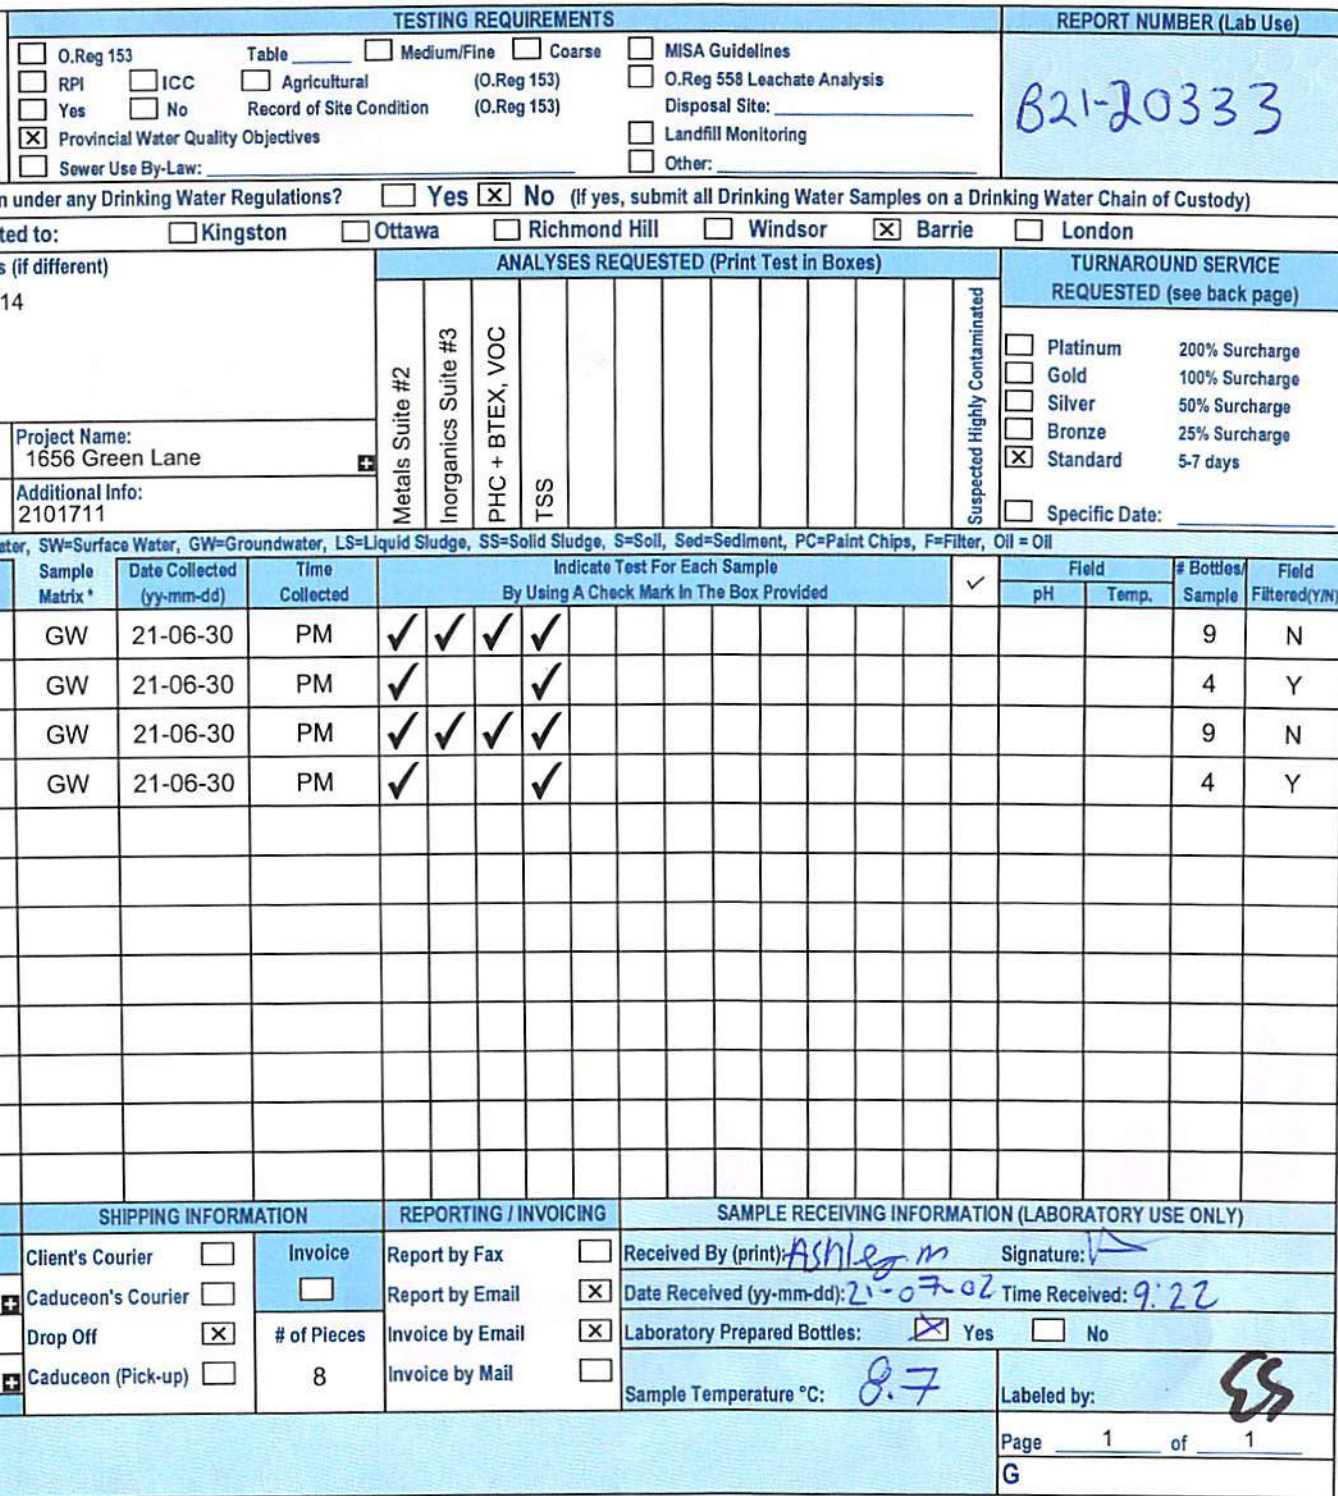 TESTING REQUIREMENTS
REPORT NUMBER (Lab Use)
O.Reg 153 Table Medium/Fine Coarse MISA Guidelines
RPI ICC Agricultural (O.Reg 153) O.Reg 558 Leachate Analysis
Yes No Record of Site Condition (O.Reg 153) Disposal Site:
B21-20333
X Provincial Water Quality Objectives Landfill Monitoring
Sewer Use By-Law: Other:
n under any Drinking Water Regulations? Yes X No (If yes, submit all Drinking Water Samples on a Drinking Water Chain of Custody)
ted to: Kingston Ottawa Richmond Hill Windsor X Barrie London
s (if different)
14
ANALYSES REQUESTED (Print Test in Boxes)
Metals Suite #2
Inorganics Suite #3
PHC + BTEX, VOC
TSS
Suspected Highly Contaminated
TURNAROUND SERVICE
REQUESTED (see back page)
Platinum 200% Surcharge
Gold 100% Surcharge
Silver 50% Surcharge
Bronze 25% Surcharge
X Standard 5-7 days
Specific Date:
Project Name:
1656 Green Lane
Additional Info:
2101711
ater, SW=Surface Water, GW=Groundwater, LS=Liquid Sludge, SS=Solid Sludge, S=Soil, Sed=Sediment, PC=Paint Chips, F=Filter, Oil = Oil
Sample Date Collected Time Indicate Test For Each Sample ✓ Field # Bottles/ Field
Matrix * (yy-mm-dd) Collected By Using A Check Mark In The Box Provided pH Temp. Sample Filtered(Y/N)
GW 21-06-30 PM ✓ ✓ ✓ ✓ 9 N
GW 21-06-30 PM ✓ ✓ 4 Y
GW 21-06-30 PM ✓ ✓ ✓ ✓ 9 N
GW 21-06-30 PM ✓ ✓ 4 Y
SHIPPING INFORMATION
Client's Courier
Caduceon's Courier
Drop Off X
Caduceon (Pick-up)
Invoice
# of Pieces
8
REPORTING / INVOICING
Report by Fax
Report by Email X
Invoice by Email X
Invoice by Mail
SAMPLE RECEIVING INFORMATION (LABORATORY USE ONLY)
Received By (print): Ashley m Signature:
Date Received (yy-mm-dd): 21-07-02 Time Received: 9:22
Laboratory Prepared Bottles: X Yes No
Sample Temperature °C: 8.7 Labeled by:
Page 1 of 1
G